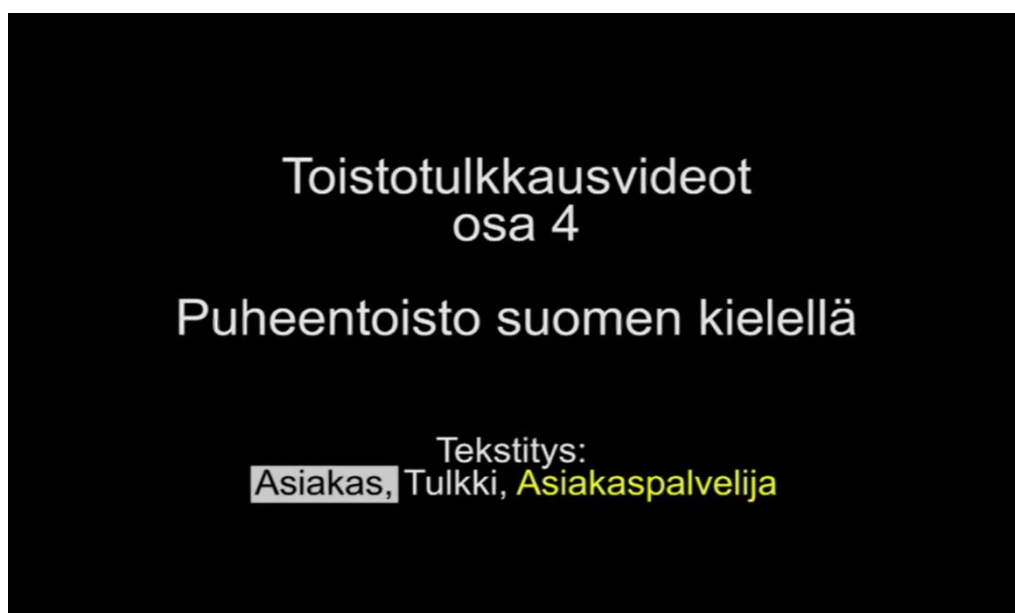 Toistotulkkausvideot
osa 4
Puheentoisto suomen kielellä
Tekstitys:
Asiakas, Tulkki, Asiakaspalvelija